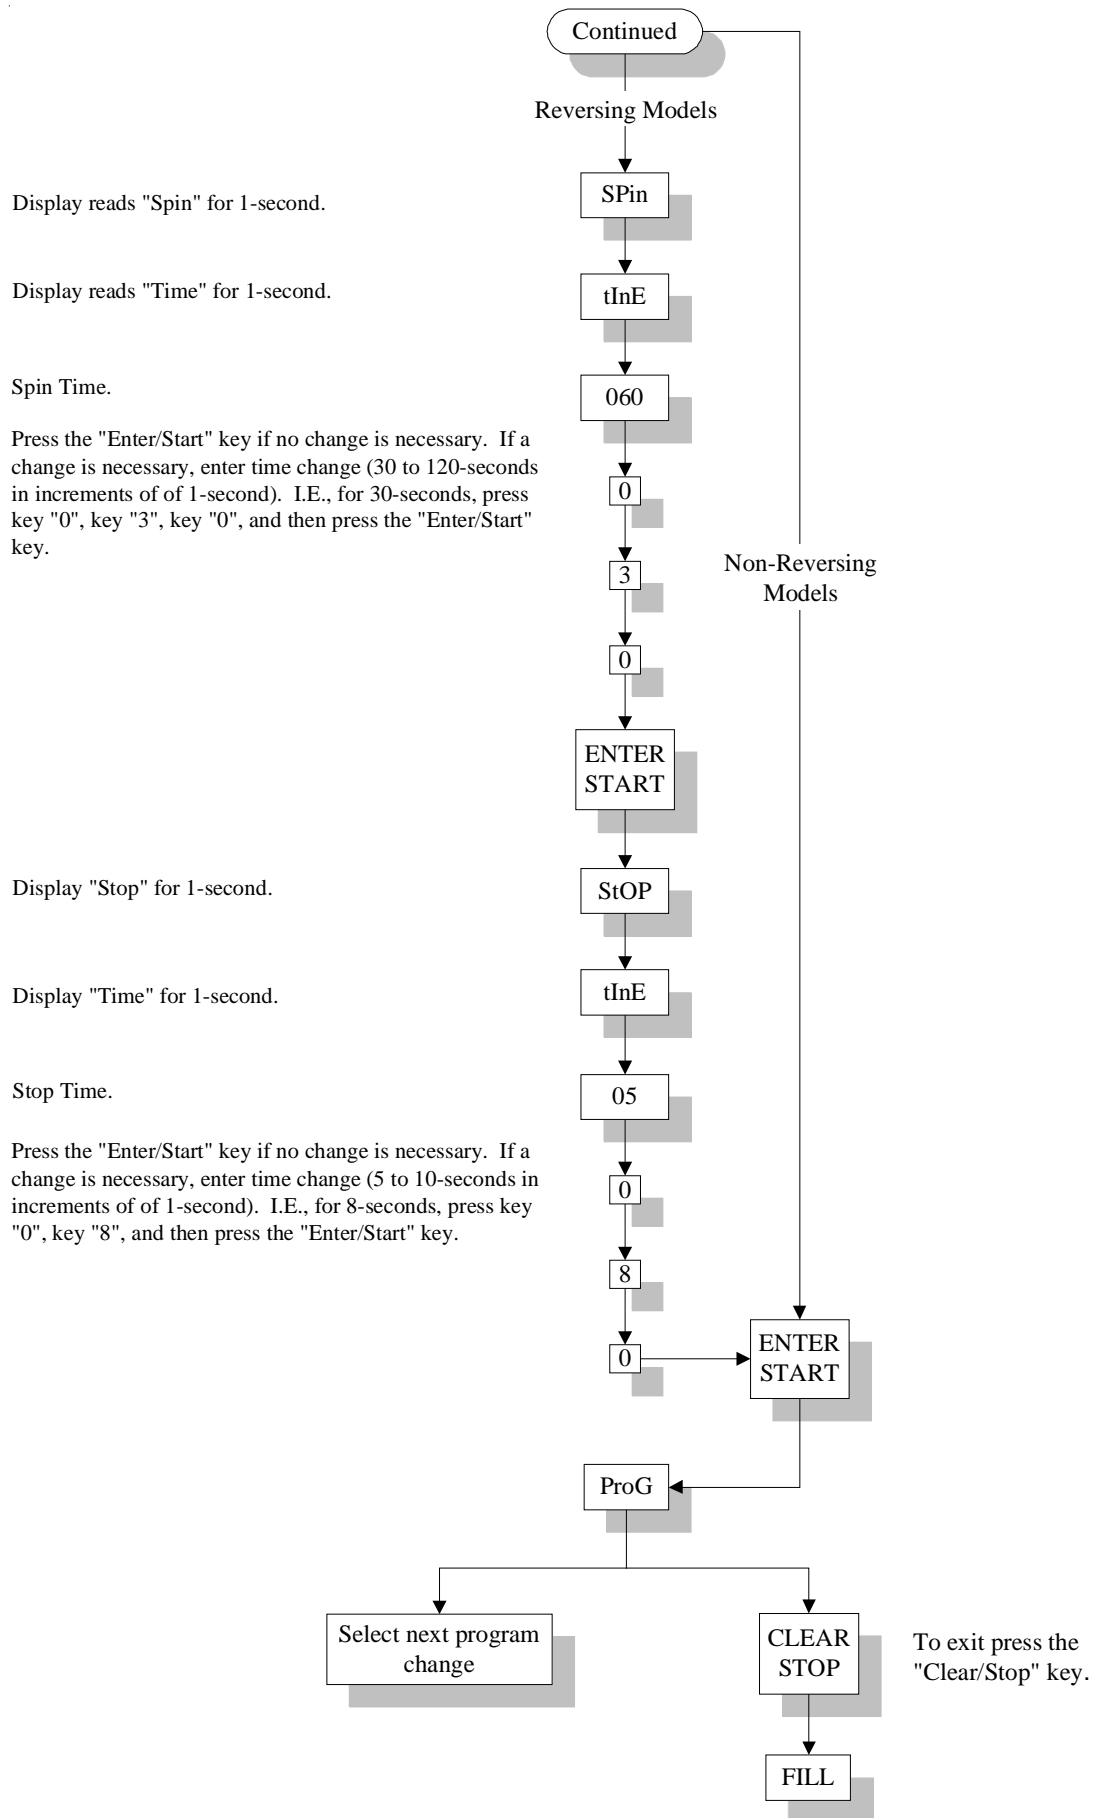 Continued
Reversing Models
Display reads "Spin" for 1-second.
SPin
Display reads "Time" for 1-second.
tInE
Spin Time.
060
Press the "Enter/Start" key if no change is necessary.  If a
change is necessary, enter time change (30 to 120-seconds
in increments of of 1-second).  I.E., for 30-seconds, press
key "0", key "3", key "0", and then press the "Enter/Start"
key.
0
3
0
Non-Reversing
Models
ENTER
START
Display "Stop" for 1-second.
StOP
Display "Time" for 1-second.
tInE
Stop Time.
05
Press the "Enter/Start" key if no change is necessary.  If a
change is necessary, enter time change (5 to 10-seconds in
increments of of 1-second).  I.E., for 8-seconds, press key
"0", key "8", and then press the "Enter/Start" key.
0
8
0
ENTER
START
ProG
Select next program
change
CLEAR
STOP
To exit press the
"Clear/Stop" key.
FILL